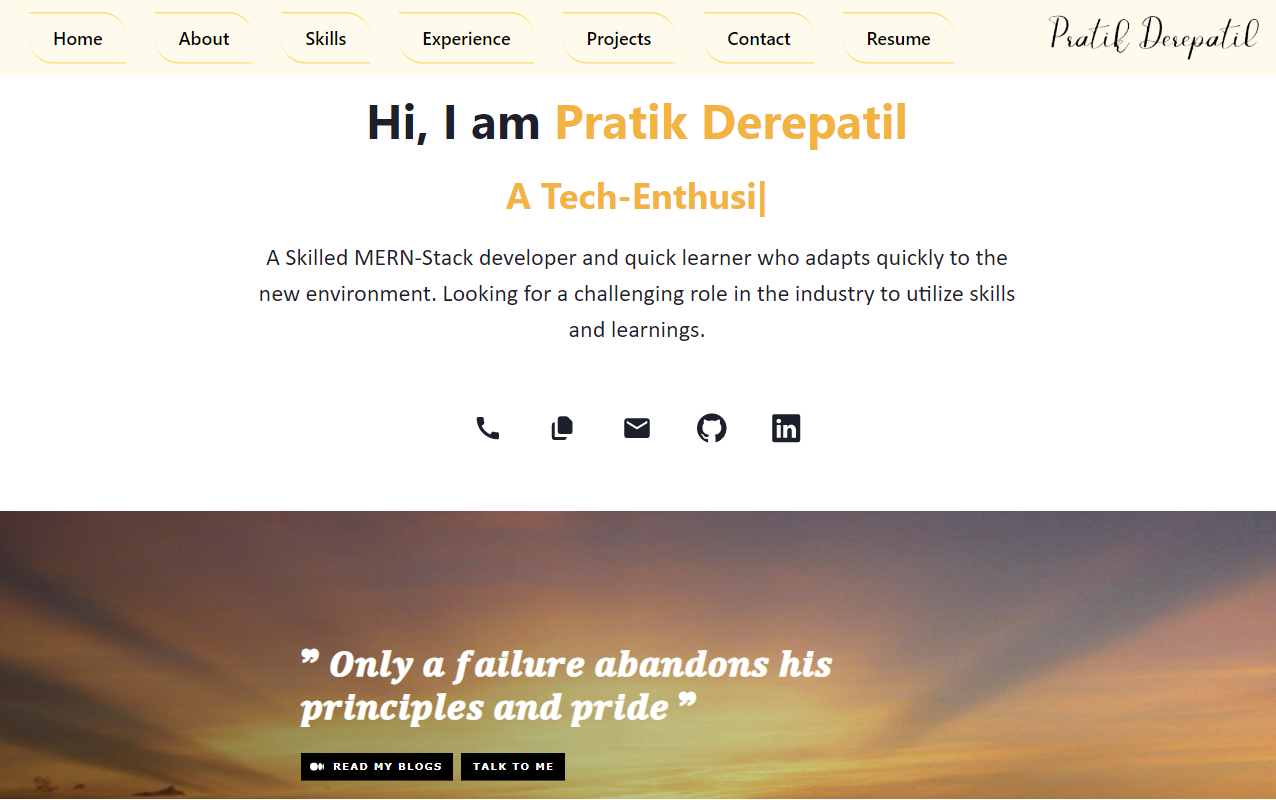 Home About Skills Experience Projects Contact Resume Pratik Derepatil
Hi, I am Pratik Derepatil
A Tech-Enthusi|
A Skilled MERN-Stack developer and quick learner who adapts quickly to the
new environment. Looking for a challenging role in the industry to utilize skills
and learnings.
in
” Only a failure abandons his
principles and pride ”
READ MY BLOGS TALK TO ME